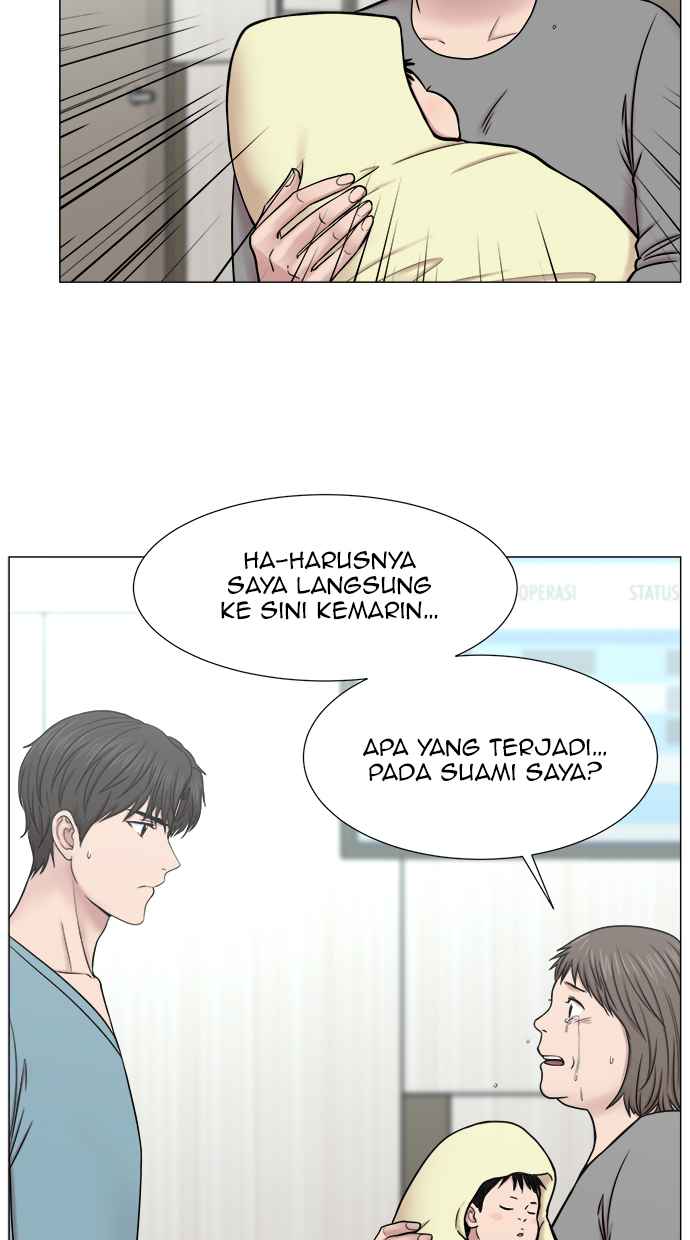 HA-HARUSNYA
SAYA LANGSUNG
KE SINI KEMARIN...
OPERASI STATUS
APA YANG TERJADI...
PADA SUAMI SAYA?